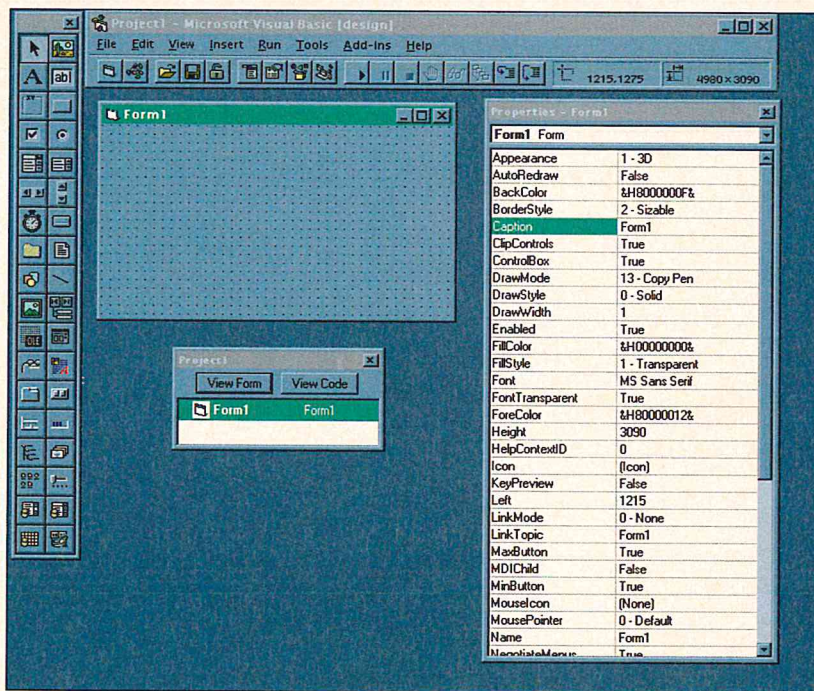 Project1 - Microsoft Visual Basic [design]
File Edit View Insert Run Tools Add-Ins Help
1215,1275
4980×3090
A
ab|
OLE
Form1
Project1
View Form
View Code
Form1 Form1
Properties - Form1
Form1 Form
Appearance 1 - 3D
AutoRedraw False
BackColor &H8000000F&
BorderStyle 2 - Sizable
Caption Form1
ClipControls True
ControlBox True
DrawMode 13 - Copy Pen
DrawStyle 0 - Solid
DrawWidth 1
Enabled True
FillColor &H00000000&
FillStyle 1 - Transparent
Font MS Sans Serif
FontTransparent True
ForeColor &H80000012&
Height 3090
HelpContextID 0
Icon (Icon)
KeyPreview False
Left 1215
LinkMode 0 - None
LinkTopic Form1
MaxButton True
MDIChild False
MinButton True
MouseIcon (None)
MousePointer 0 - Default
Name Form1
NegotiateMenus True